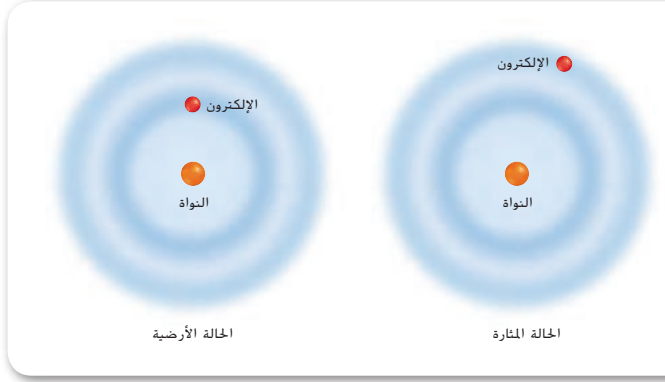 الإلكترون
الإلكترون
النواة
النواة
الحالة المثارة
الحالة الأرضية